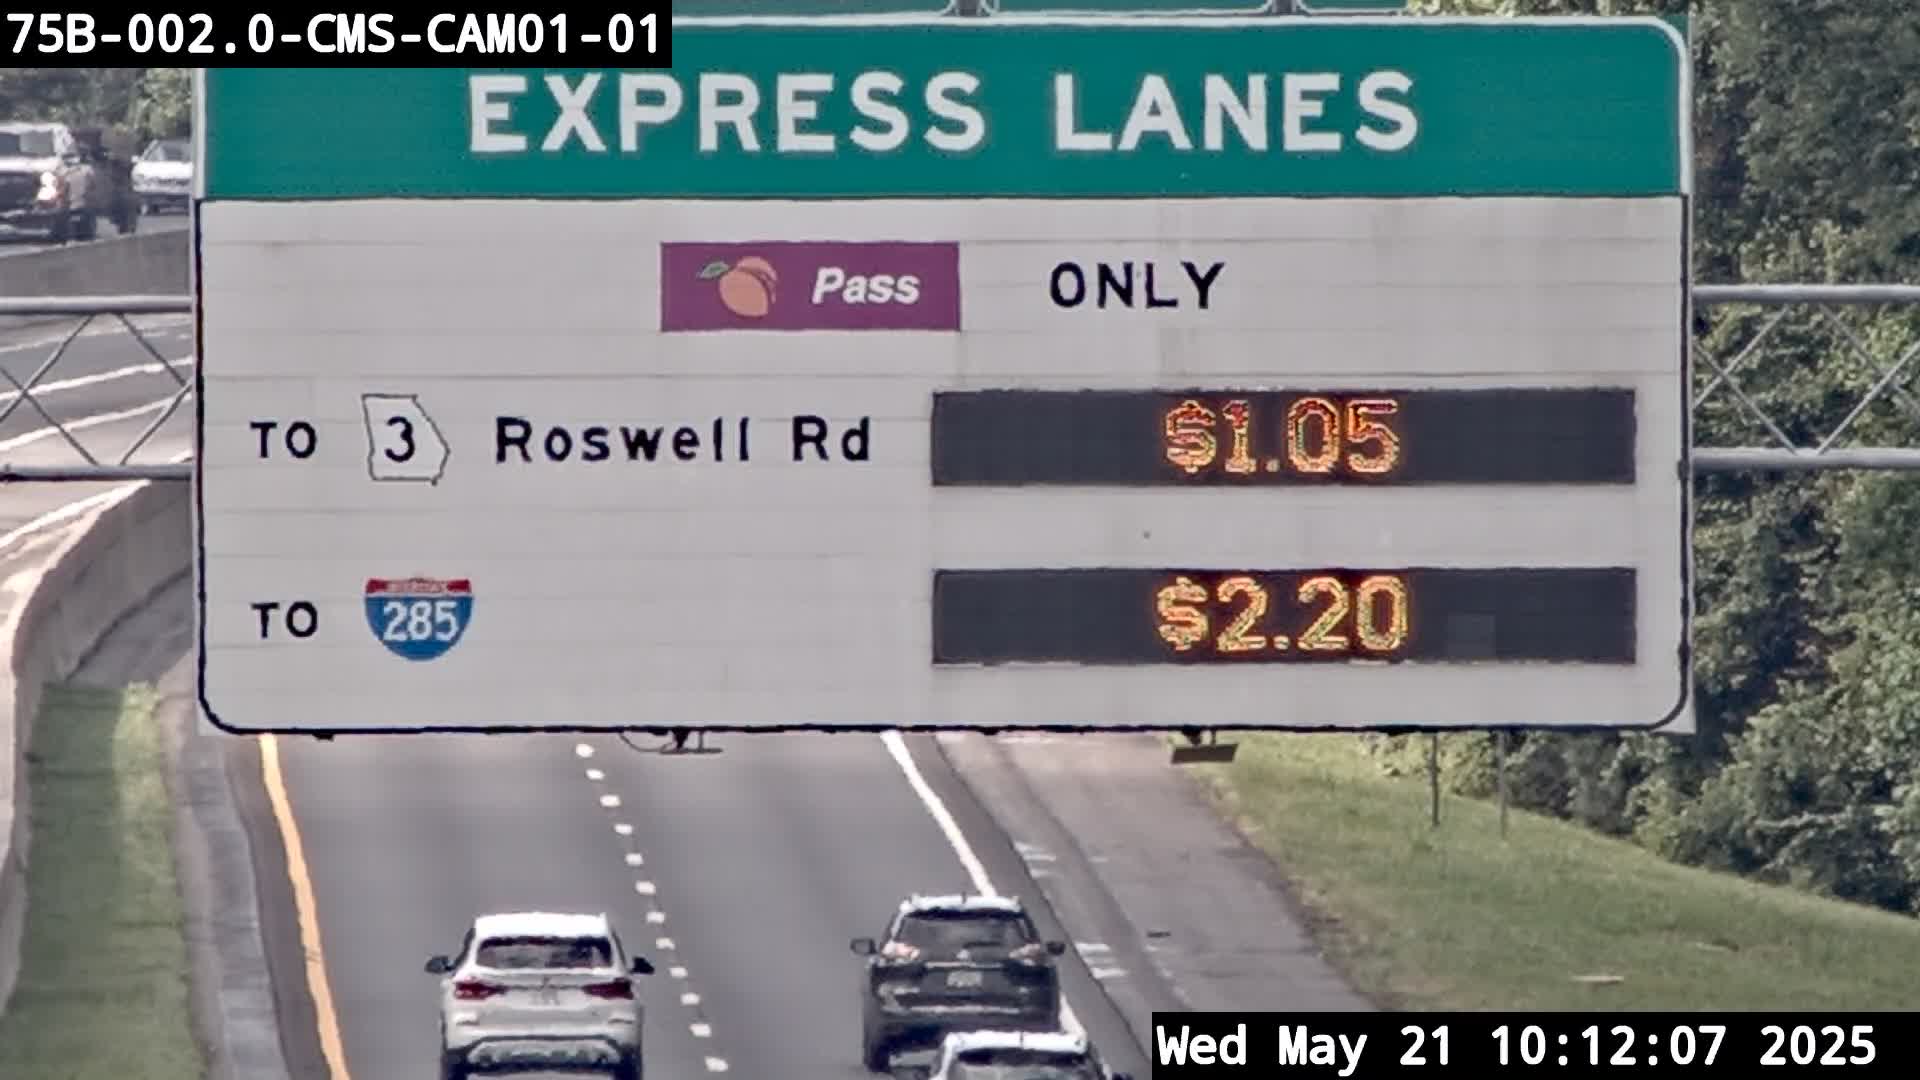 75B-002.0-CMS-CAM01-01
EXPRESS LANES
Pass ONLY
TO 3 Roswell Rd $1.05
TO 285 $2.20
Wed May 21 10:12:07 2025